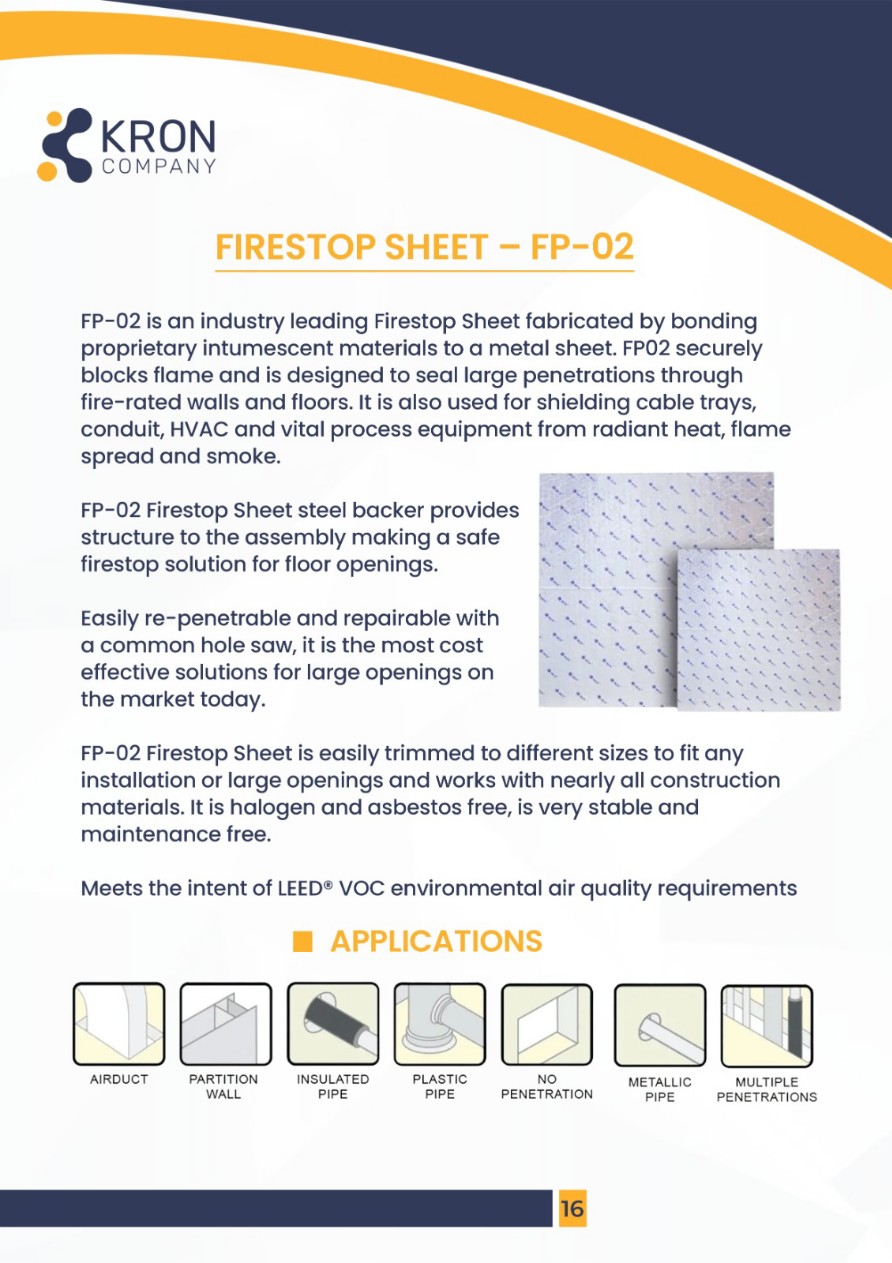 KRON
COMPANY
FIRESTOP SHEET – FP-02
FP-02 is an industry leading Firestop Sheet fabricated by bonding
proprietary intumescent materials to a metal sheet. FP02 securely
blocks flame and is designed to seal large penetrations through
fire-rated walls and floors. It is also used for shielding cable trays,
conduit, HVAC and vital process equipment from radiant heat, flame
spread and smoke.
FP-02 Firestop Sheet steel backer provides
structure to the assembly making a safe
firestop solution for floor openings.
Easily re-penetrable and repairable with
a common hole saw, it is the most cost
effective solutions for large openings on
the market today.
FP-02 Firestop Sheet is easily trimmed to different sizes to fit any
installation or large openings and works with nearly all construction
materials. It is halogen and asbestos free, is very stable and
maintenance free.
Meets the intent of LEED® VOC environmental air quality requirements
APPLICATIONS
AIRDUCT
PARTITION
WALL
INSULATED
PIPE
PLASTIC
PIPE
NO
PENETRATION
METALLIC
PIPE
MULTIPLE
PENETRATIONS
16